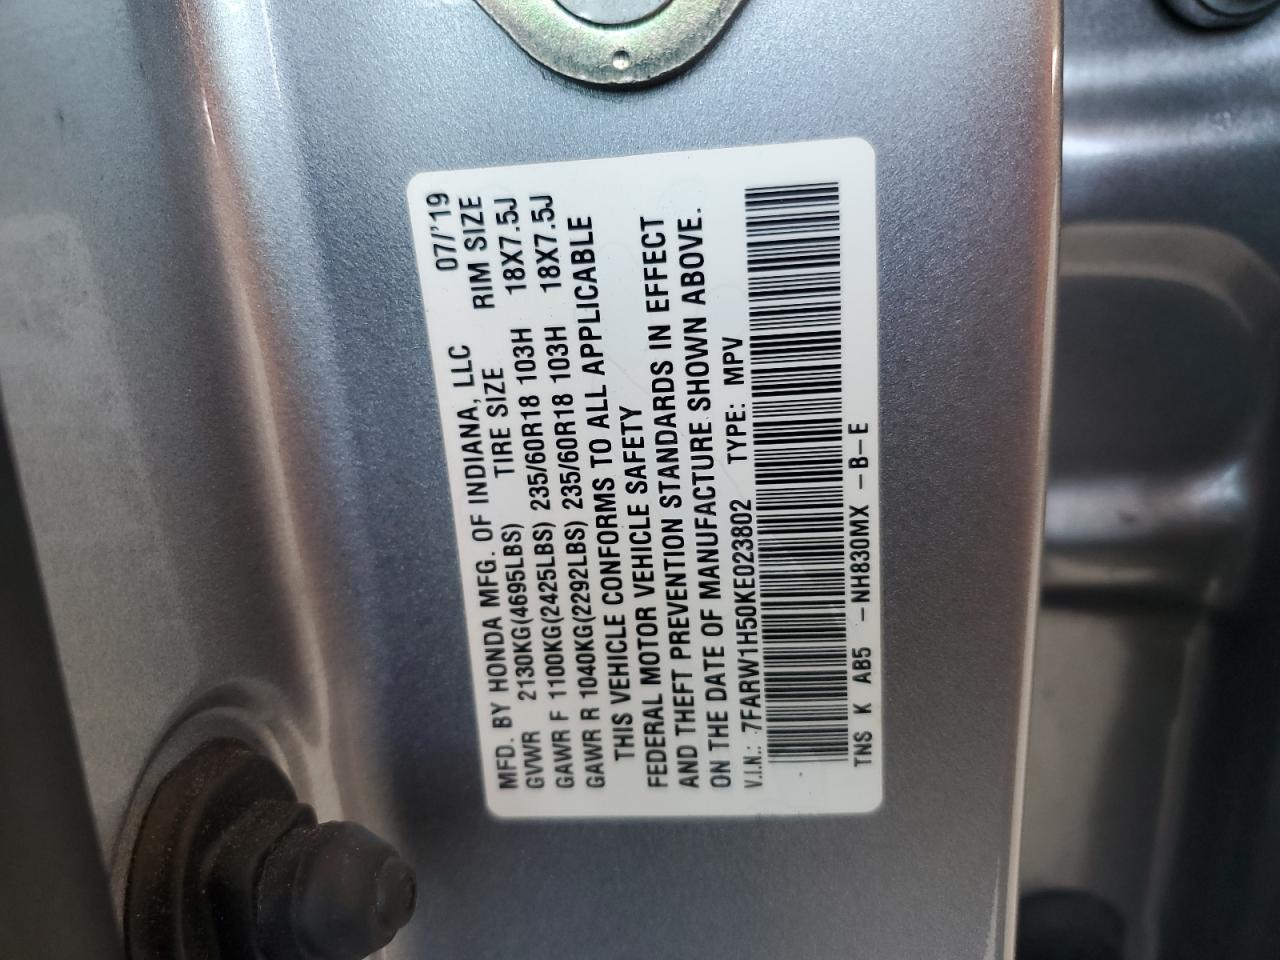 MFD. BY HONDA MFG. OF INDIANA, LLC 07/'19
GVWR 2130KG(4695LBS) TIRE SIZE RIM SIZE
GAWR F 1100KG(2425LBS) 235/60R18 103H 18X7.5J
GAWR R 1040KG(2292LBS) 235/60R18 103H 18X7.5J
THIS VEHICLE CONFORMS TO ALL APPLICABLE
FEDERAL MOTOR VEHICLE SAFETY
AND THEFT PREVENTION STANDARDS IN EFFECT
ON THE DATE OF MANUFACTURE SHOWN ABOVE.
V.I.N.: 7FARW1H50KE023802 TYPE: MPV
TNS K AB5 -NH830MX -B-E